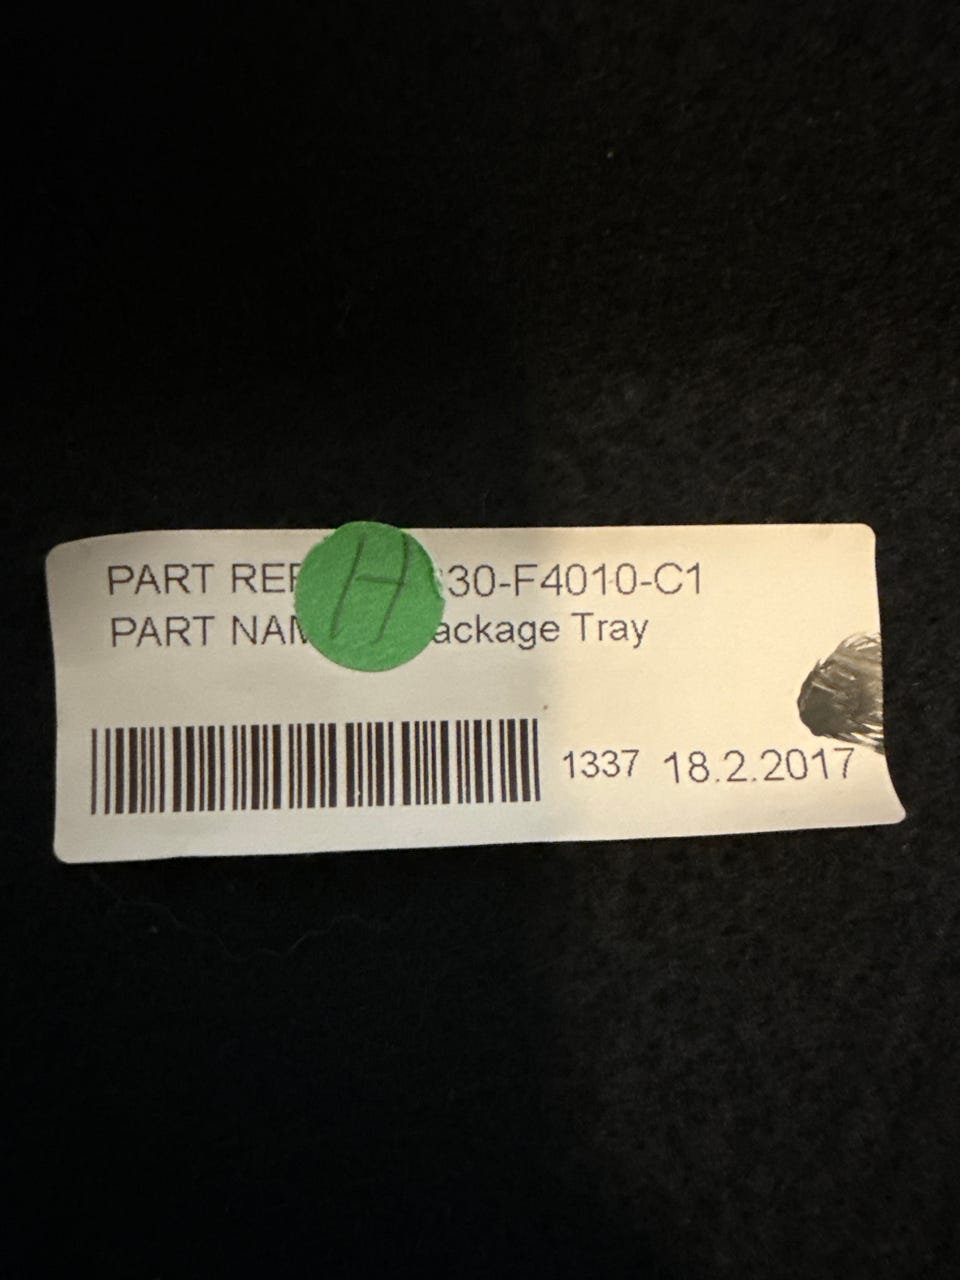 PART REF H 30-F4010-C1
PART NAM ackage Tray
1337 18.2.2017